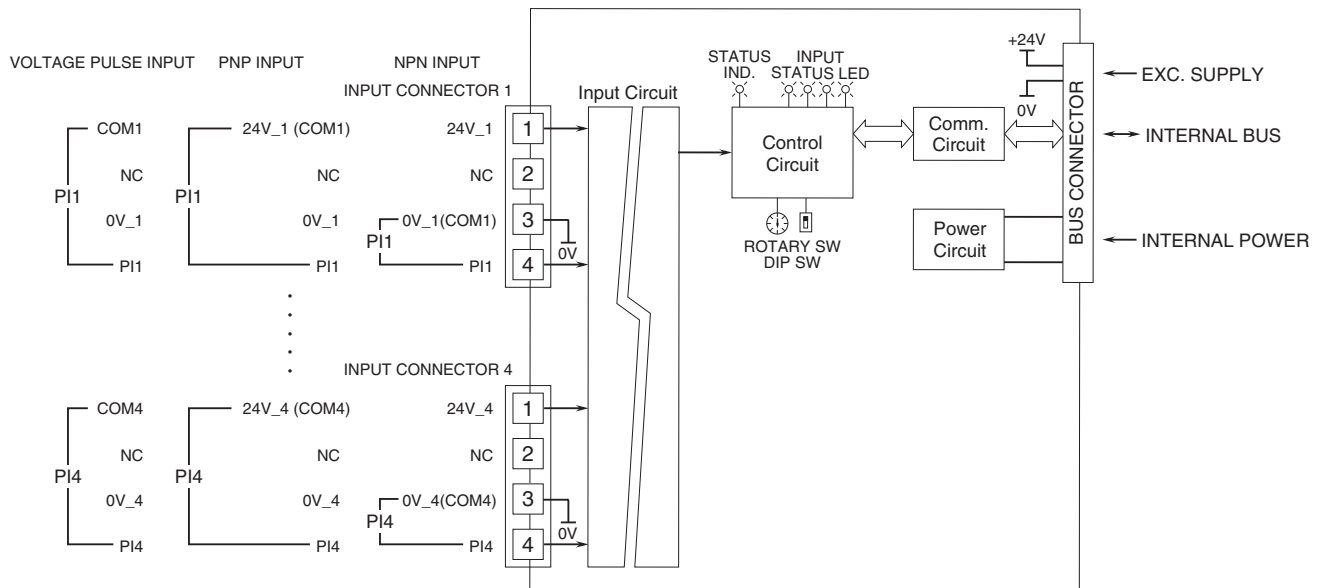 VOLTAGE PULSE INPUT PNP INPUT NPN INPUT
INPUT CONNECTOR 1
COM1 24V_1 (COM1) 24V_1 1
NC NC NC 2
PI1 PI1
0V_1 0V_1 0V_1(COM1) 3
PI1 0V
PI1 PI1 PI1 4
INPUT CONNECTOR 4
COM4 24V_4 (COM4) 24V_4 1
NC NC NC 2
PI4 PI4
0V_4 0V_4 0V_4(COM4) 3
PI4 0V
PI4 PI4 PI4 4
Input Circuit
STATUS
IND.
INPUT
STATUS LED
Control
Circuit
ROTARY SW
DIP SW
Comm.
Circuit
Power
Circuit
+24V
0V
BUS CONNECTOR
EXC. SUPPLY
INTERNAL BUS
INTERNAL POWER